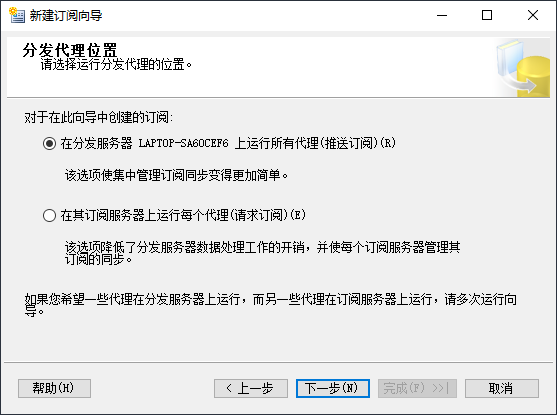 新建订阅向导
分发代理位置
请选择运行分发代理的位置。
对于在此向导中创建的订阅:
在分发服务器 LAPTOP-SA6OCEF6 上运行所有代理(推送订阅)(R)
该选项使集中管理订阅同步变得更加简单。
在其订阅服务器上运行每个代理(请求订阅)(E)
该选项降低了分发服务器数据处理工作的开销，并使每个订阅服务器管理其
订阅的同步。
如果您希望一些代理在分发服务器上运行，而另一些代理在订阅服务器上运行，请多次运行向
导。
帮助(H)
< 上一步
下一步(N)
完成(F) >>|
取消